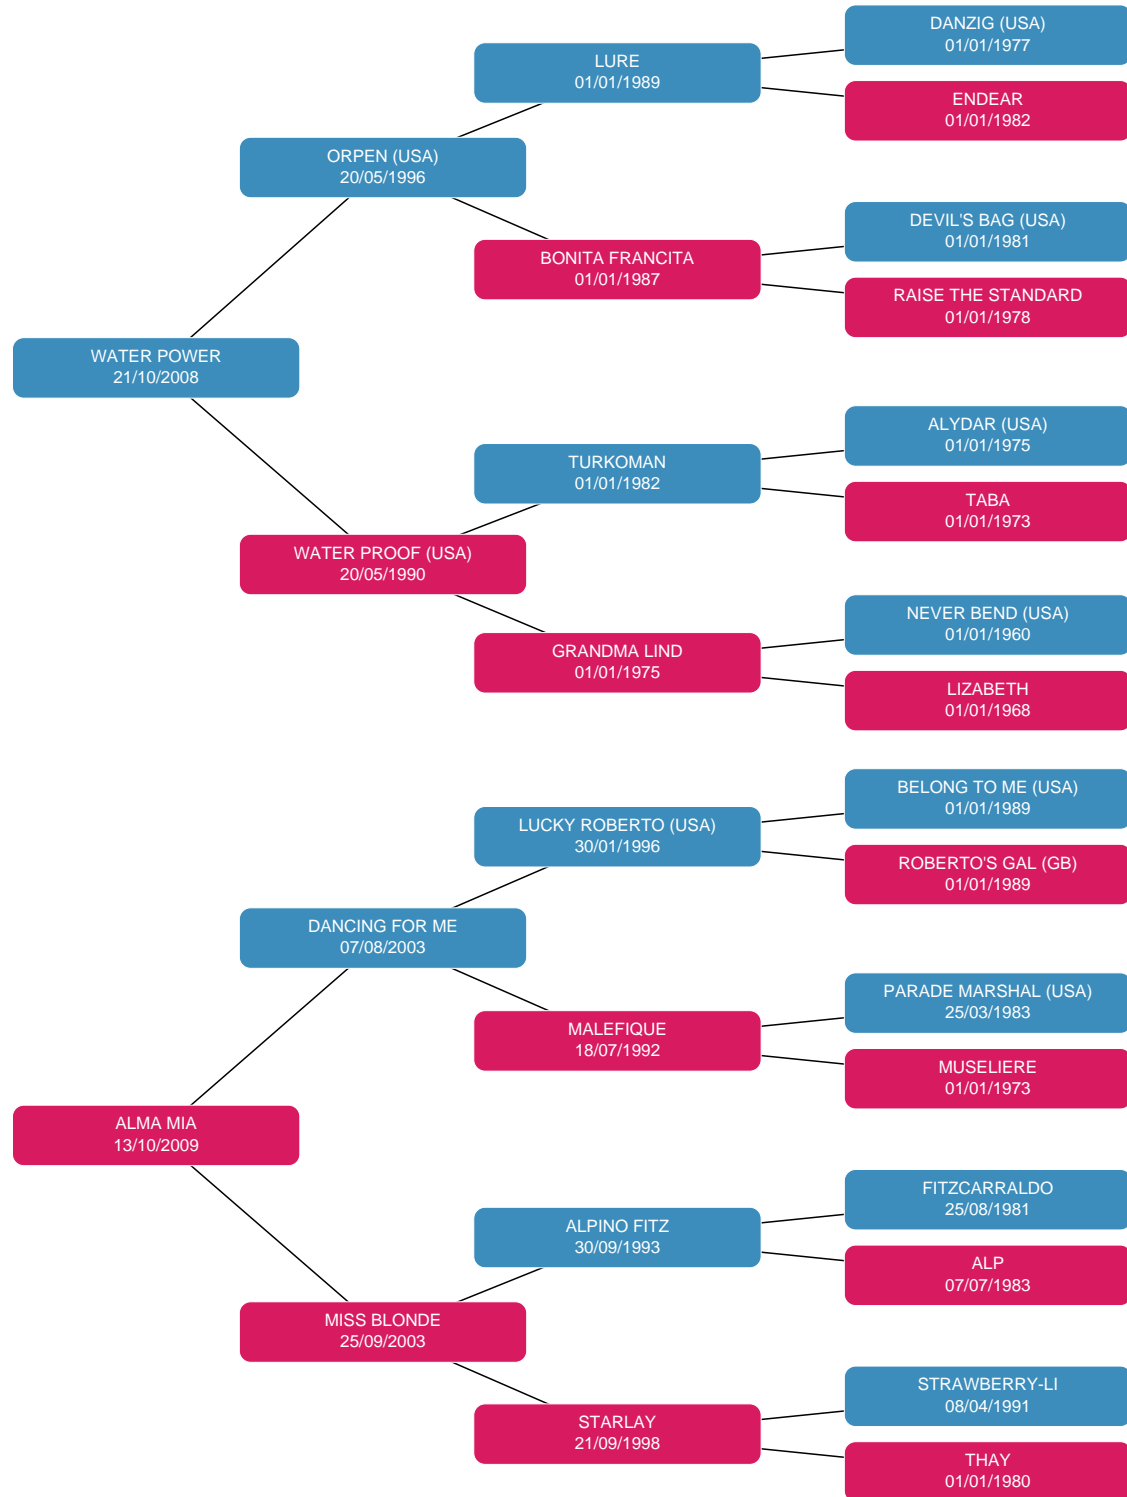 DANZIG (USA)
01/01/1977
LURE
01/01/1989
ENDEAR
01/01/1982
ORPEN (USA)
20/05/1996
DEVIL'S BAG (USA)
01/01/1981
BONITA FRANCITA
01/01/1987
RAISE THE STANDARD
01/01/1978
WATER POWER
21/10/2008
ALYDAR (USA)
01/01/1975
TURKOMAN
01/01/1982
TABA
01/01/1973
WATER PROOF (USA)
20/05/1990
NEVER BEND (USA)
01/01/1960
GRANDMA LIND
01/01/1975
LIZABETH
01/01/1968
BELONG TO ME (USA)
01/01/1989
LUCKY ROBERTO (USA)
30/01/1996
ROBERTO'S GAL (GB)
01/01/1989
DANCING FOR ME
07/08/2003
PARADE MARSHAL (USA)
25/03/1983
MALEFIQUE
18/07/1992
MUSELIERE
01/01/1973
ALMA MIA
13/10/2009
FITZCARRALDO
25/08/1981
ALPINO FITZ
30/09/1993
ALP
07/07/1983
MISS BLONDE
25/09/2003
STRAWBERRY-LI
08/04/1991
STARLAY
21/09/1998
THAY
01/01/1980